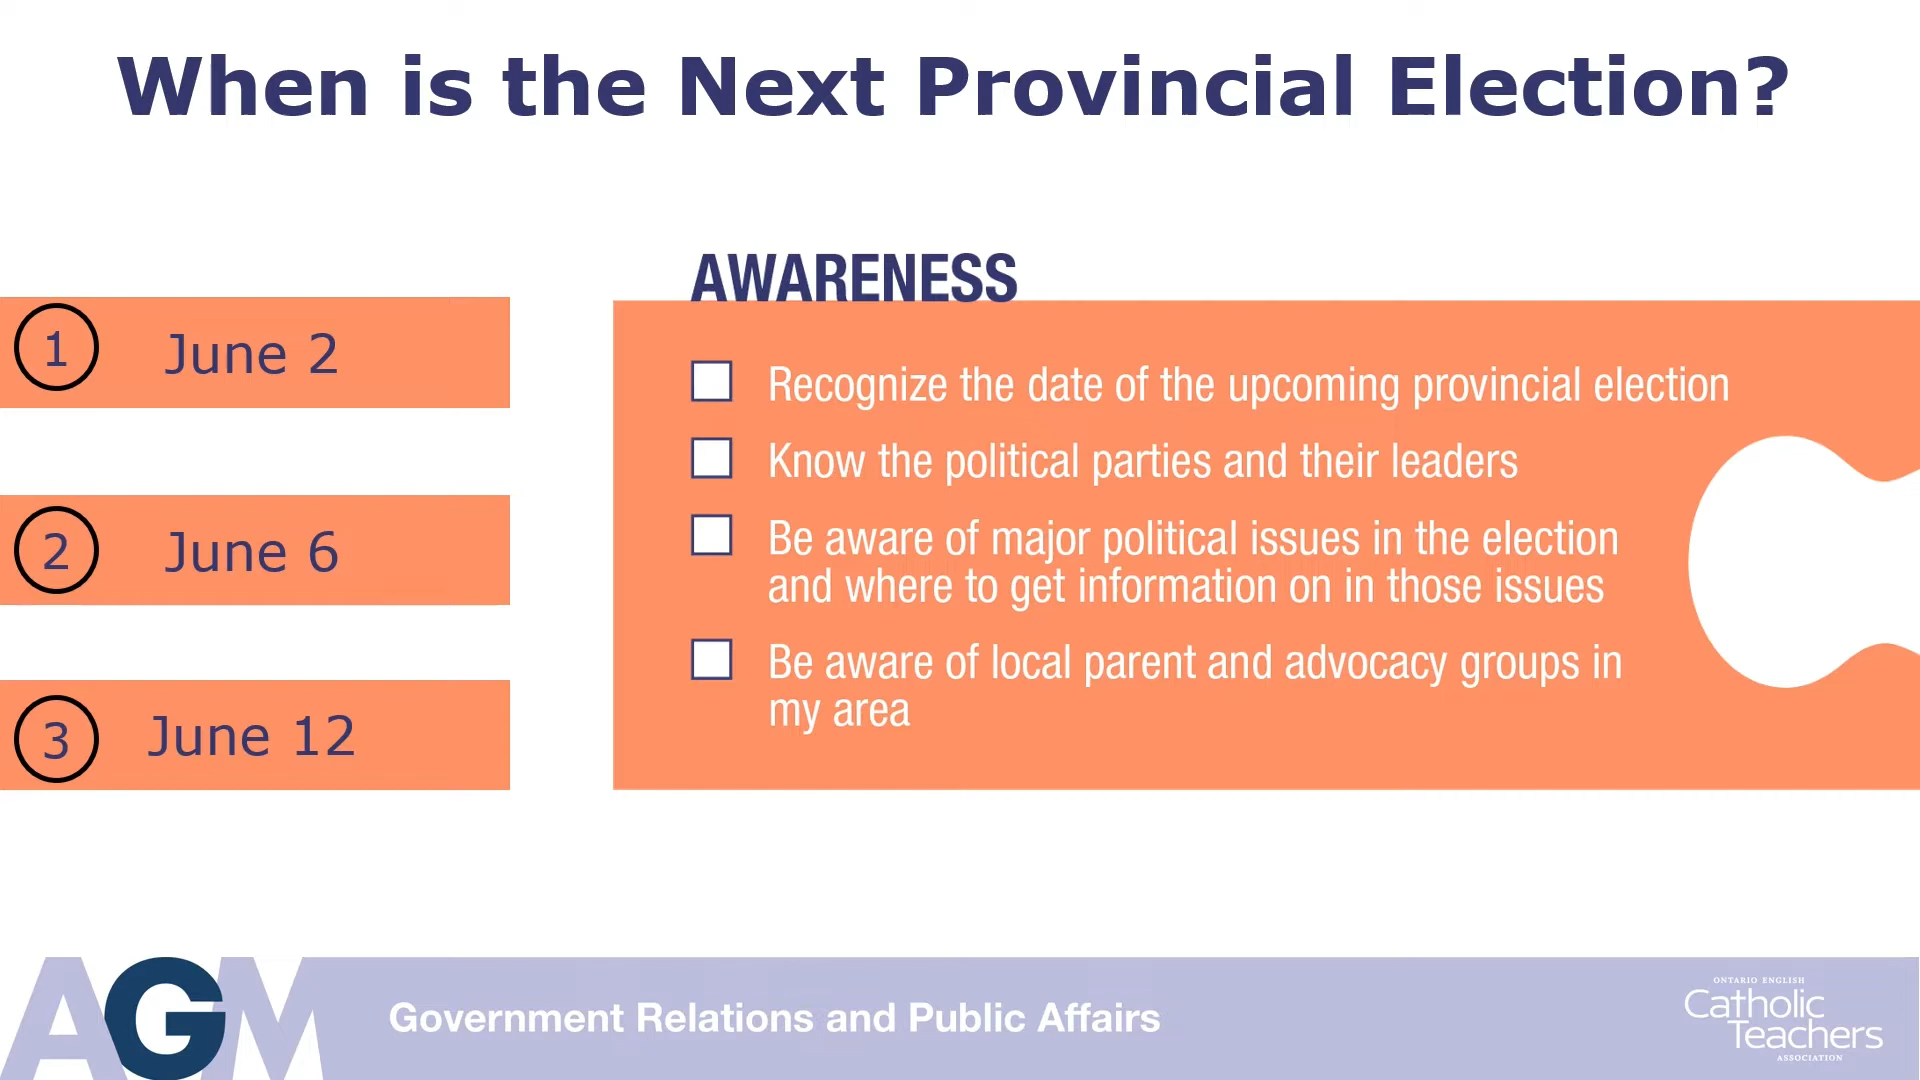 When is the Next Provincial Election?
1 June 2
2 June 6
3 June 12
AWARENESS
Recognize the date of the upcoming provincial election
Know the political parties and their leaders
Be aware of major political issues in the election
and where to get information on in those issues
Be aware of local parent and advocacy groups in
my area
AGM
Government Relations and Public Affairs
ONTARIO ENGLISH
Catholic
Teachers
ASSOCIATION